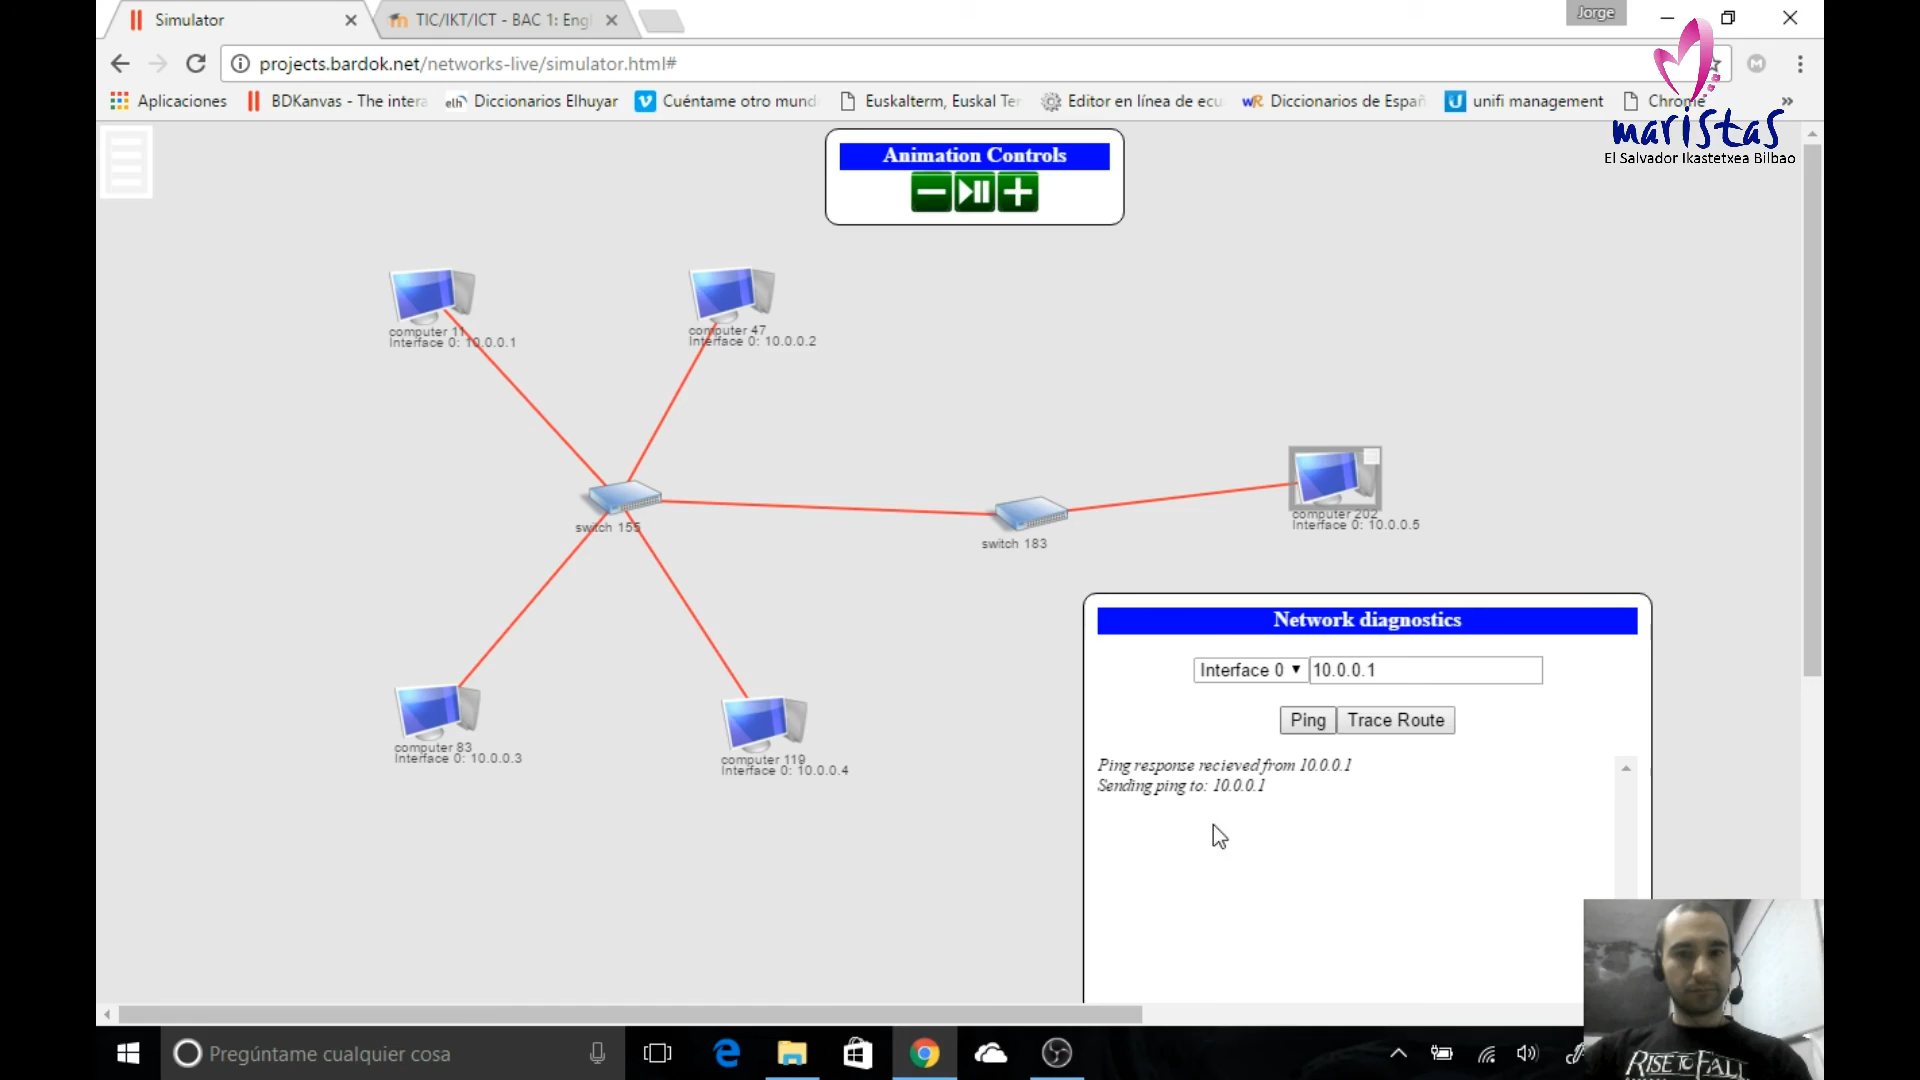 Simulator
TIC/IKT/ICT - BAC 1: Engl
Jorge
projects.bardok.net/networks-live/simulator.html#
Aplicaciones
BDKanvas - The intera
elh Diccionarios Elhuyar
Cuéntame otro mund
Euskalterm, Euskal Ter
Editor en línea de ecu
WR Diccionarios de Españ
unifi management
Chrome
maristas
El Salvador Ikastetxea Bilbao
Animation Controls
computer 11
Interface 0: 10.0.0.1
computer 47
Interface 0: 10.0.0.2
switch 155
switch 183
computer 202
Interface 0: 10.0.0.5
computer 83
Interface 0: 10.0.0.3
computer 119
Interface 0: 10.0.0.4
Network diagnostics
Interface 0 10.0.0.1
Ping Trace Route
Ping response recieved from 10.0.0.1
Sending ping to: 10.0.0.1
Pregúntame cualquier cosa
RISE TO FALL